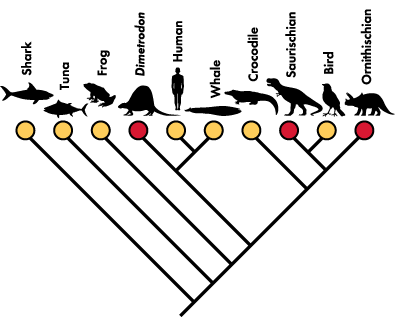 Shark
Tuna
Frog
Dimetrodon
Human
Whale
Crocodile
Saurischian
Bird
Ornithischian